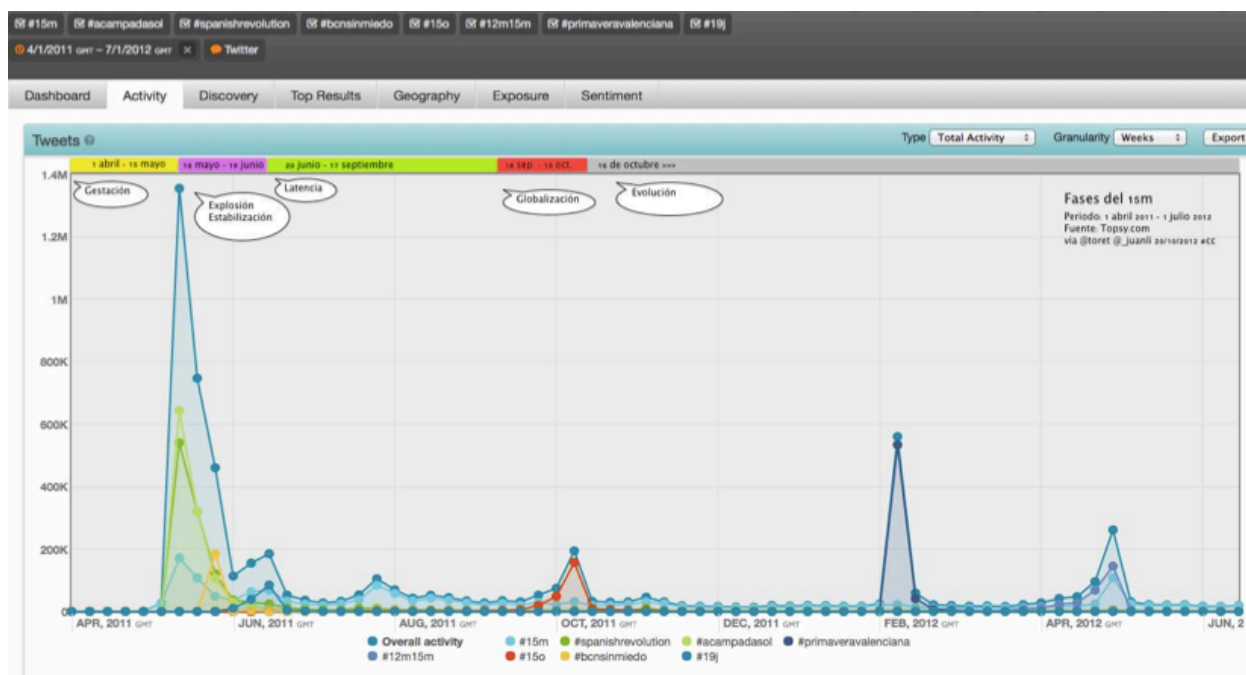 #15m #acampadasol #spanishrevolution #bcnsinmiedo #15o #12m15m #primaveravalenciana #19j
4/1/2011 GMT – 7/1/2012 GMT × Twitter
Dashboard Activity Discovery Top Results Geography Exposure Sentiment
Tweets Type Total Activity Granularity Weeks Export
1 abril - 15 mayo 16 mayo - 19 junio 20 junio - 17 septiembre 18 sep. - 15 oct. 16 de octubre >>>
1.4M
Gestación
Explosión
Estabilización
Latencia
Globalización
Evolución
Fases del 15m
Periodo: 1 abril 2011 - 1 julio 2012
Fuente: Topsy.com
via @toret @_juanli 20/10/2012 #CC
1.2M
1M
800K
600K
400K
200K
0
APR, 2011 GMT JUN, 2011 GMT AUG, 2011 GMT OCT, 2011 GMT DEC, 2011 GMT FEB, 2012 GMT APR, 2012 GMT JUN, 2
Overall activity #15m #spanishrevolution #acampadasol #primaveravalenciana
#12m15m #15o #bcnsinmiedo #19j